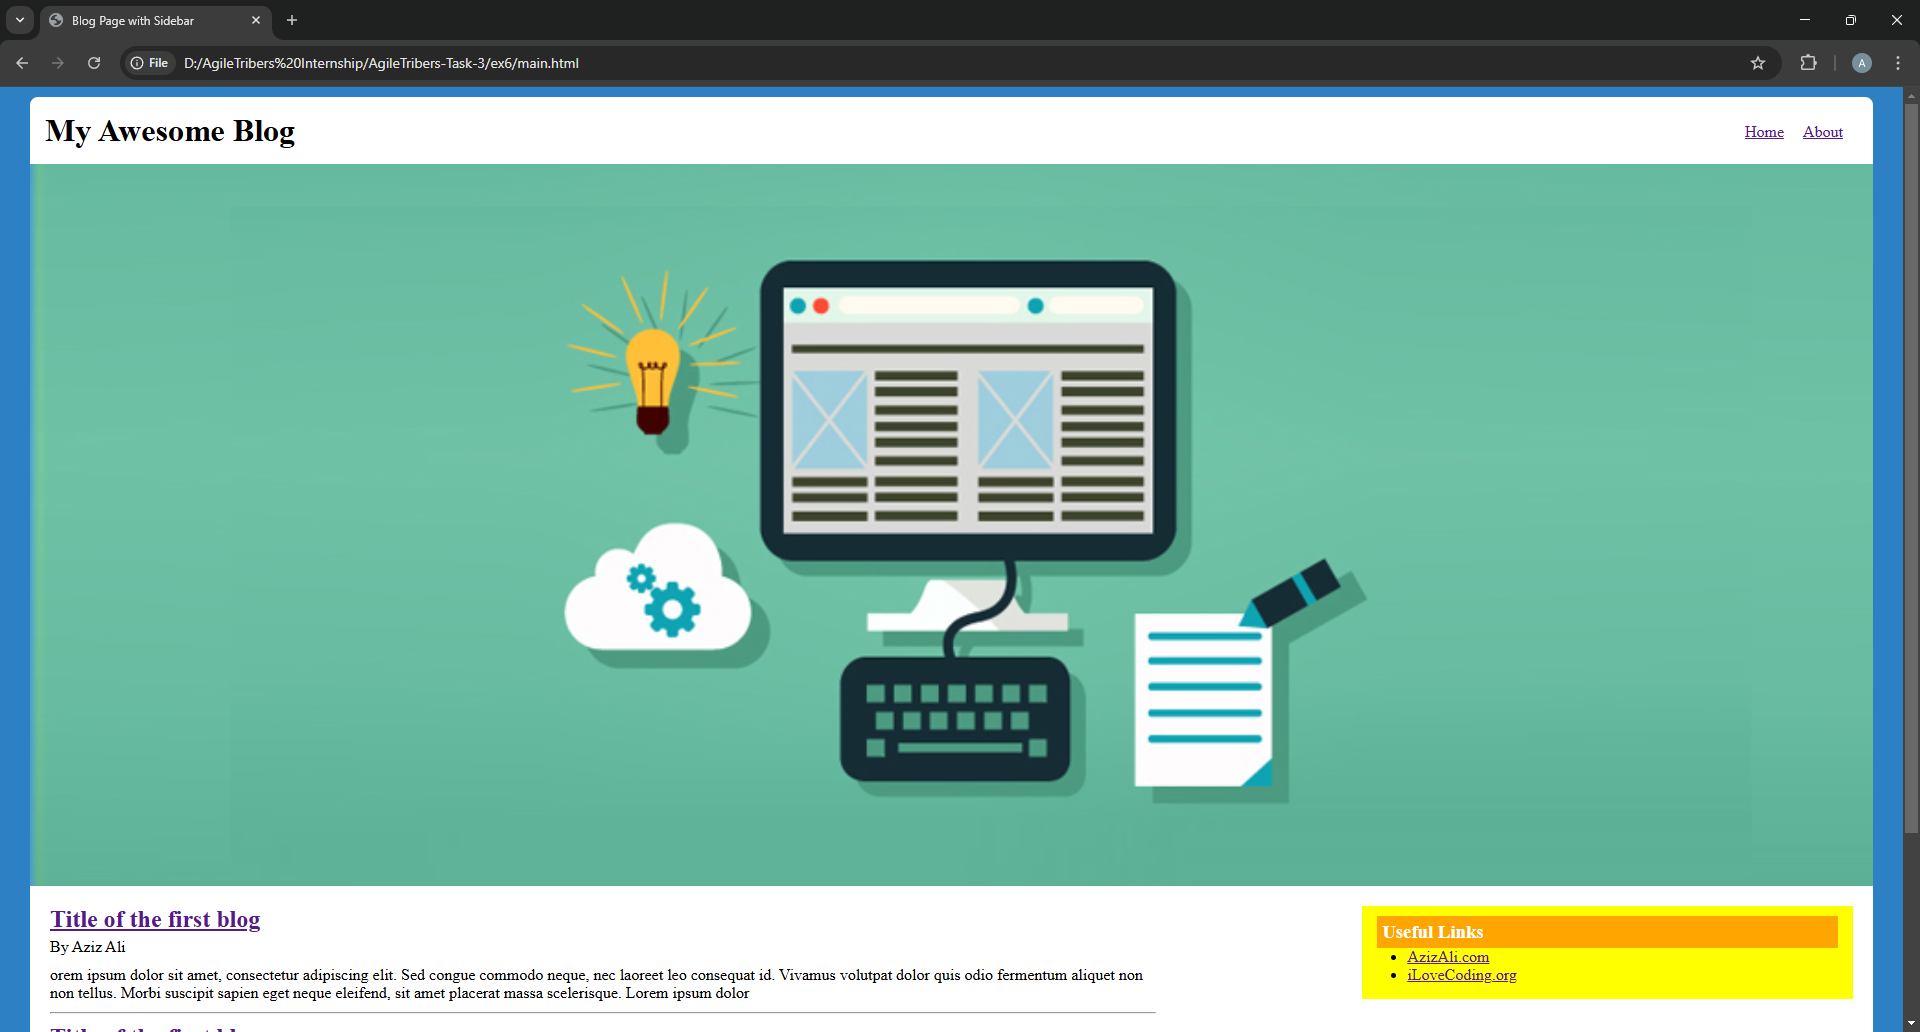 Blog Page with Sidebar
File D:/AgileTribers%20Internship/AgileTribers-Task-3/ex6/main.html
A
My Awesome Blog
Home About
Title of the first blog
By Aziz Ali
orem ipsum dolor sit amet, consectetur adipiscing elit. Sed congue commodo neque, nec laoreet leo consequat id. Vivamus volutpat dolor quis odio fermentum aliquet non
non tellus. Morbi suscipit sapien eget neque eleifend, sit amet placerat massa scelerisque. Lorem ipsum dolor
Useful Links
AzizAli.com
iLoveCoding.org